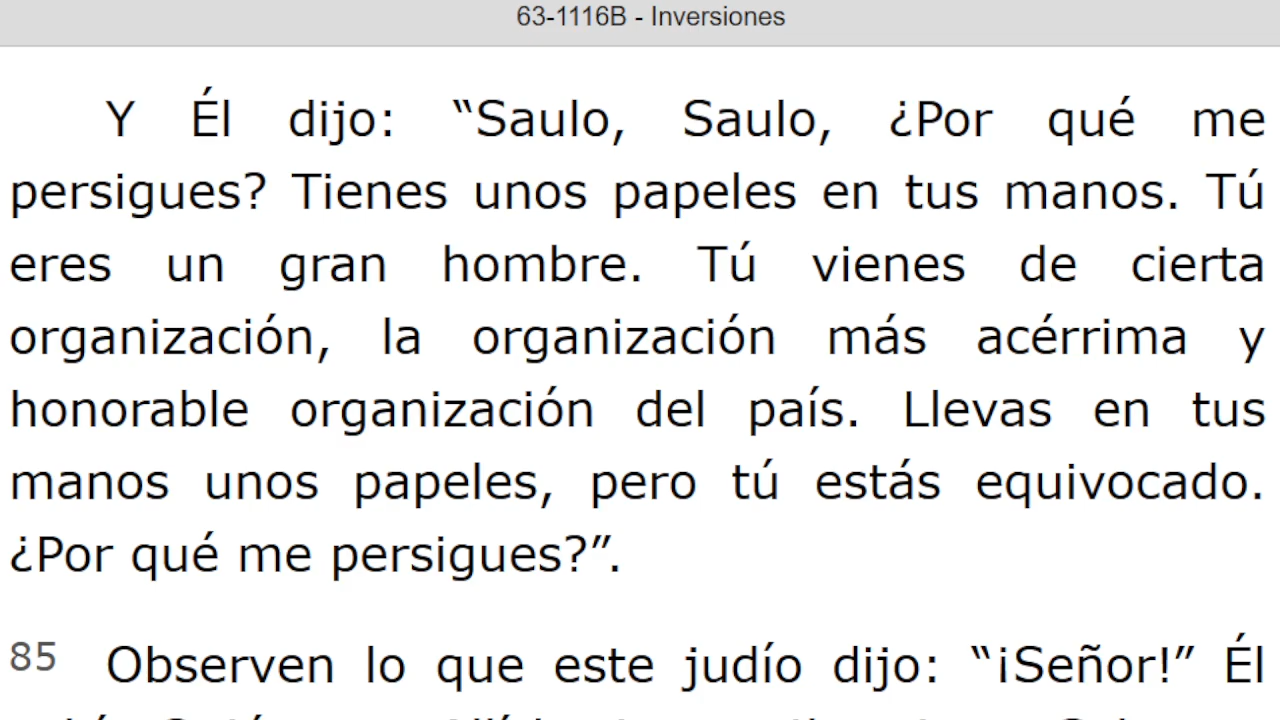 63-1116B - Inversiones
Y Él dijo: “Saulo, Saulo, ¿Por qué me
persigues? Tienes unos papeles en tus manos. Tú
eres un gran hombre. Tú vienes de cierta
organización, la organización más acérrima y
honorable organización del país. Llevas en tus
manos unos papeles, pero tú estás equivocado.
¿Por qué me persigues?”.
85 Observen lo que este judío dijo: “¡Señor!” Él